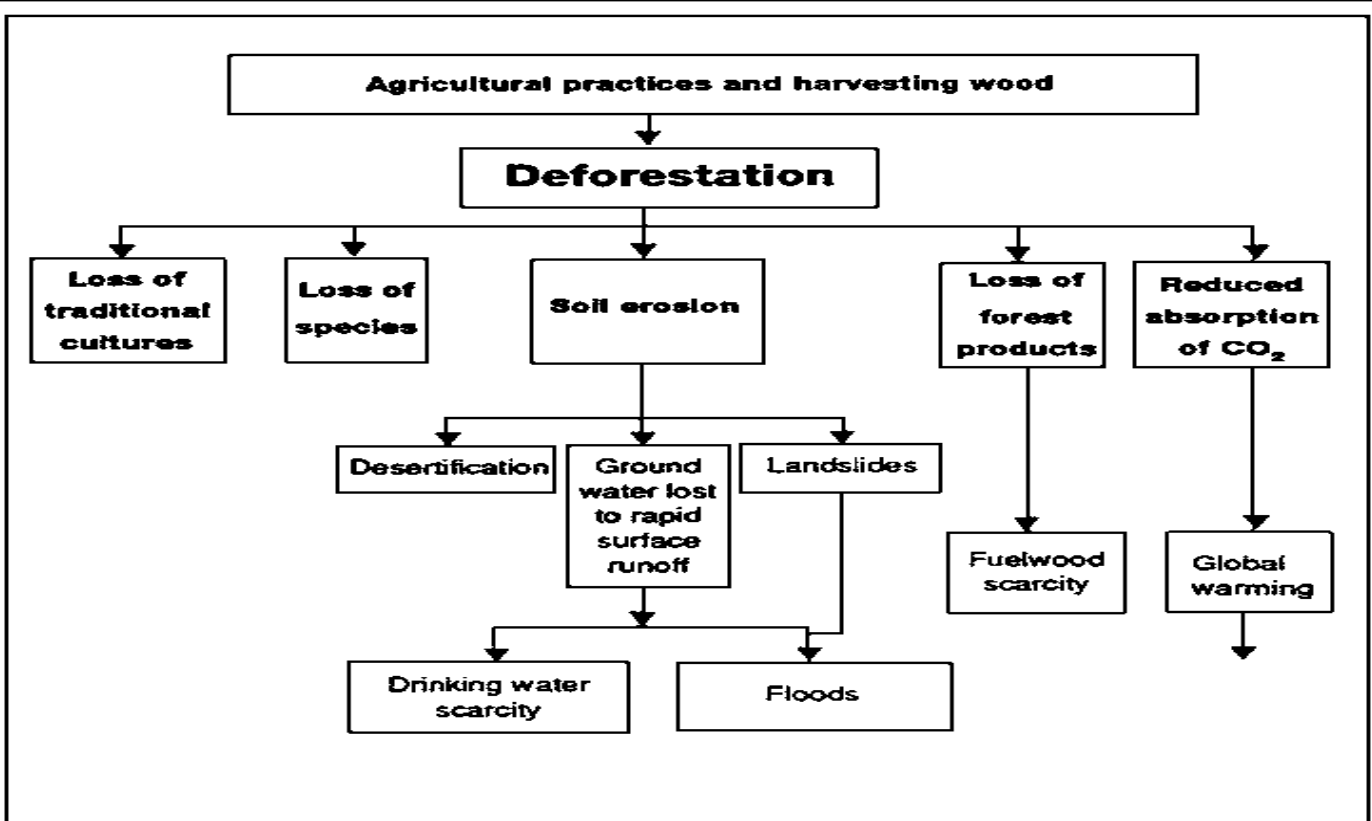 Agricultural practices and harvesting wood
Deforestation
Loss of
traditional
cultures
Loss of
species
Soil erosion
Loss of
forest
products
Reduced
absorption
of CO₂
Desertification
Ground
water lost
to rapid
surface
runoff
Landslides
Fuelwood
scarcity
Global
warming
Drinking water
scarcity
Floods